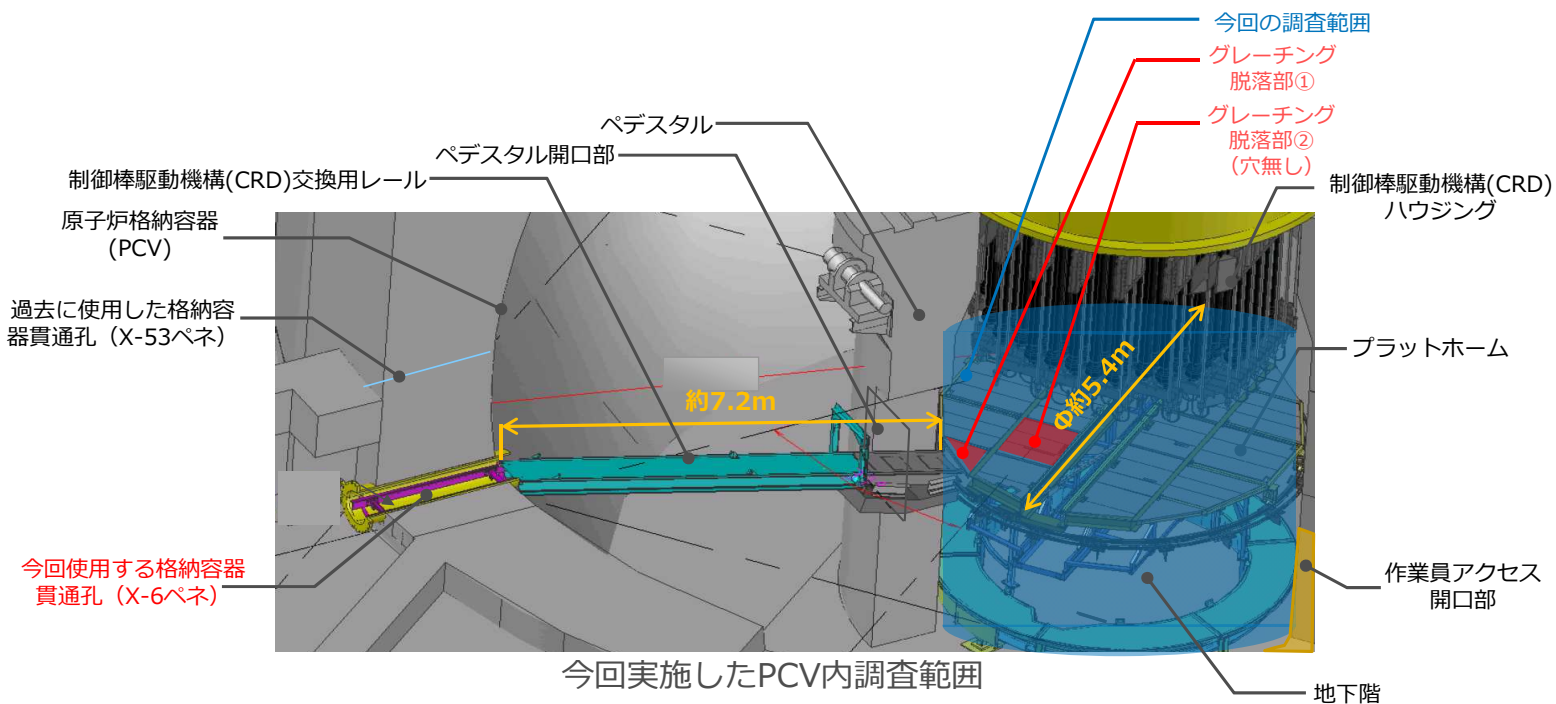 今回の調査範囲
グレーチング
脱落部①
グレーチング
脱落部②
（穴無し）
ペデスタル
ペデスタル開口部
制御棒駆動機構(CRD)交換用レール
制御棒駆動機構(CRD)
ハウジング
原子炉格納容器
(PCV)
過去に使用した格納容
器貫通孔（X-53ペネ）
プラットホーム
約7.2m
Φ約5.4m
今回使用する格納容器
貫通孔（X-6ペネ）
作業員アクセス
開口部
今回実施したPCV内調査範囲
地下階